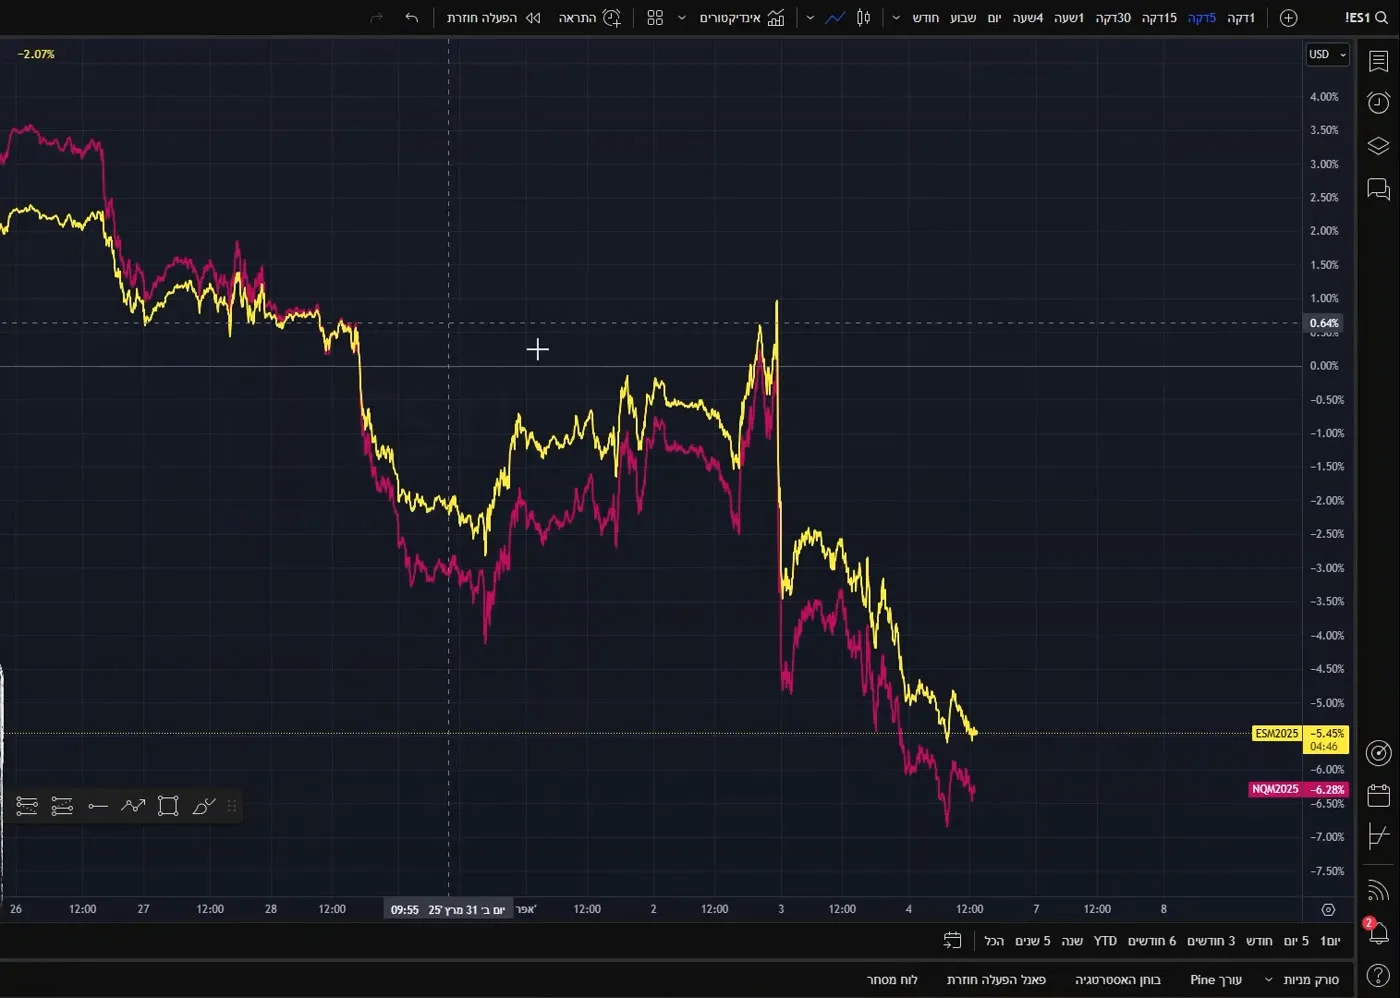 ES1!
1דקה 5דקה 15דקה 30דקה 1שעה 4שעה יום שבוע חודש
אינדיקטורים
התראה
הפעלה חוזרת
−2.07%
USD
4.00%
3.50%
3.00%
2.50%
2.00%
1.50%
1.00%
0.64%
0.50%
0.00%
−0.50%
−1.00%
−1.50%
−2.00%
−2.50%
−3.00%
−3.50%
−4.00%
−4.50%
−5.00%
ESM2025 −5.45%
04:46
−6.00%
NQM2025 −6.28%
−6.50%
−7.00%
−7.50%
26 12:00 27 12:00 28 12:00 יום ב׳ 31 מרץ '25 09:55 אפר׳ 12:00 2 12:00 3 12:00 4 12:00 7 12:00 8
יום1 5 יום חודש 3 חודשים 6 חודשים YTD שנה 5 שנים הכל
2
סורק מניות עורך Pine בוחן האסטרטגיה פאנל הפעלה חוזרת לוח מסחר